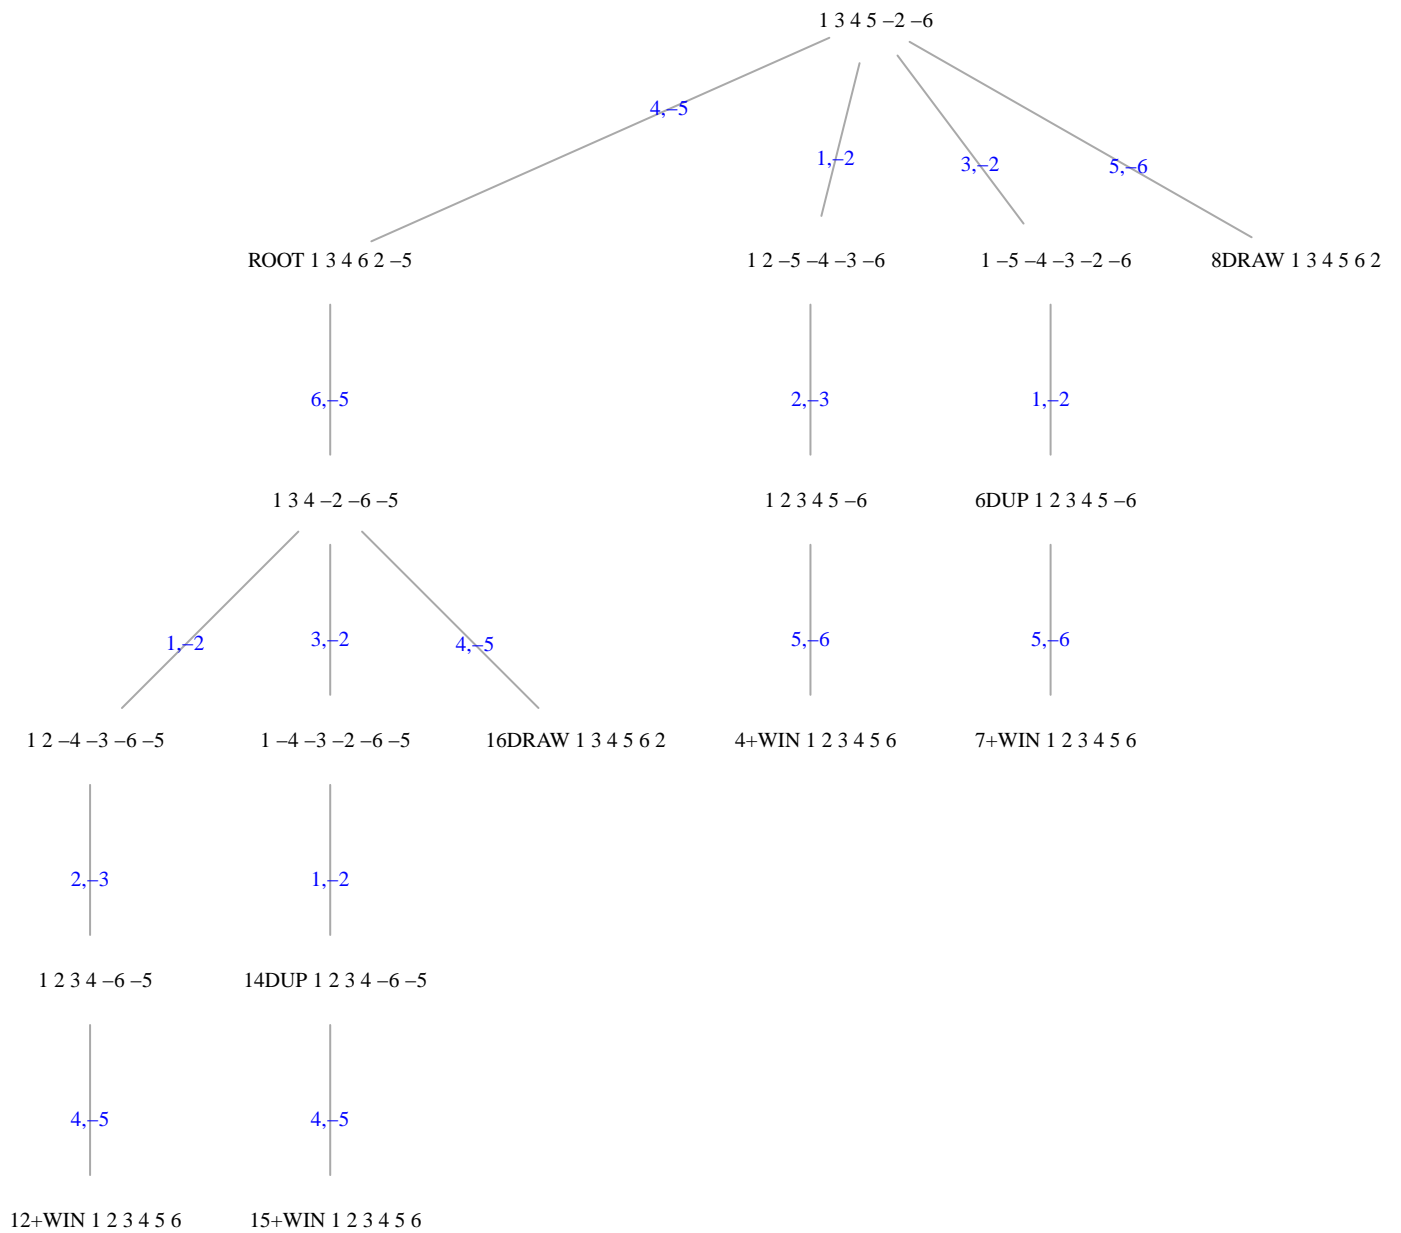 1 3 4 5 –2 –6
4,–5
1,–2
3,–2
5,–6
ROOT 1 3 4 6 2 –5
1 2 –5 –4 –3 –6
1 –5 –4 –3 –2 –6
8DRAW 1 3 4 5 6 2
6,–5
2,–3
1,–2
1 3 4 –2 –6 –5
1 2 3 4 5 –6
6DUP 1 2 3 4 5 –6
1,–2
3,–2
4,–5
5,–6
5,–6
1 2 –4 –3 –6 –5
1 –4 –3 –2 –6 –5
16DRAW 1 3 4 5 6 2
4+WIN 1 2 3 4 5 6
7+WIN 1 2 3 4 5 6
2,–3
1,–2
1 2 3 4 –6 –5
14DUP 1 2 3 4 –6 –5
4,–5
4,–5
12+WIN 1 2 3 4 5 6
15+WIN 1 2 3 4 5 6